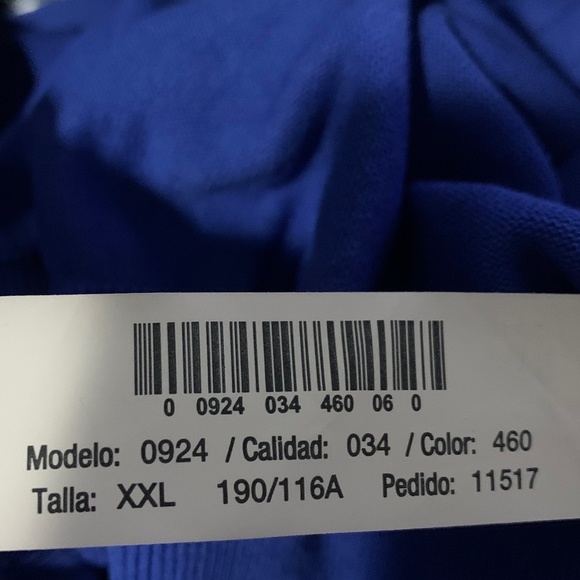 0 0924 034 460 06 0
Modelo: 0924 / Calidad: 034 / Color: 460
Talla: XXL 190/116A Pedido: 11517